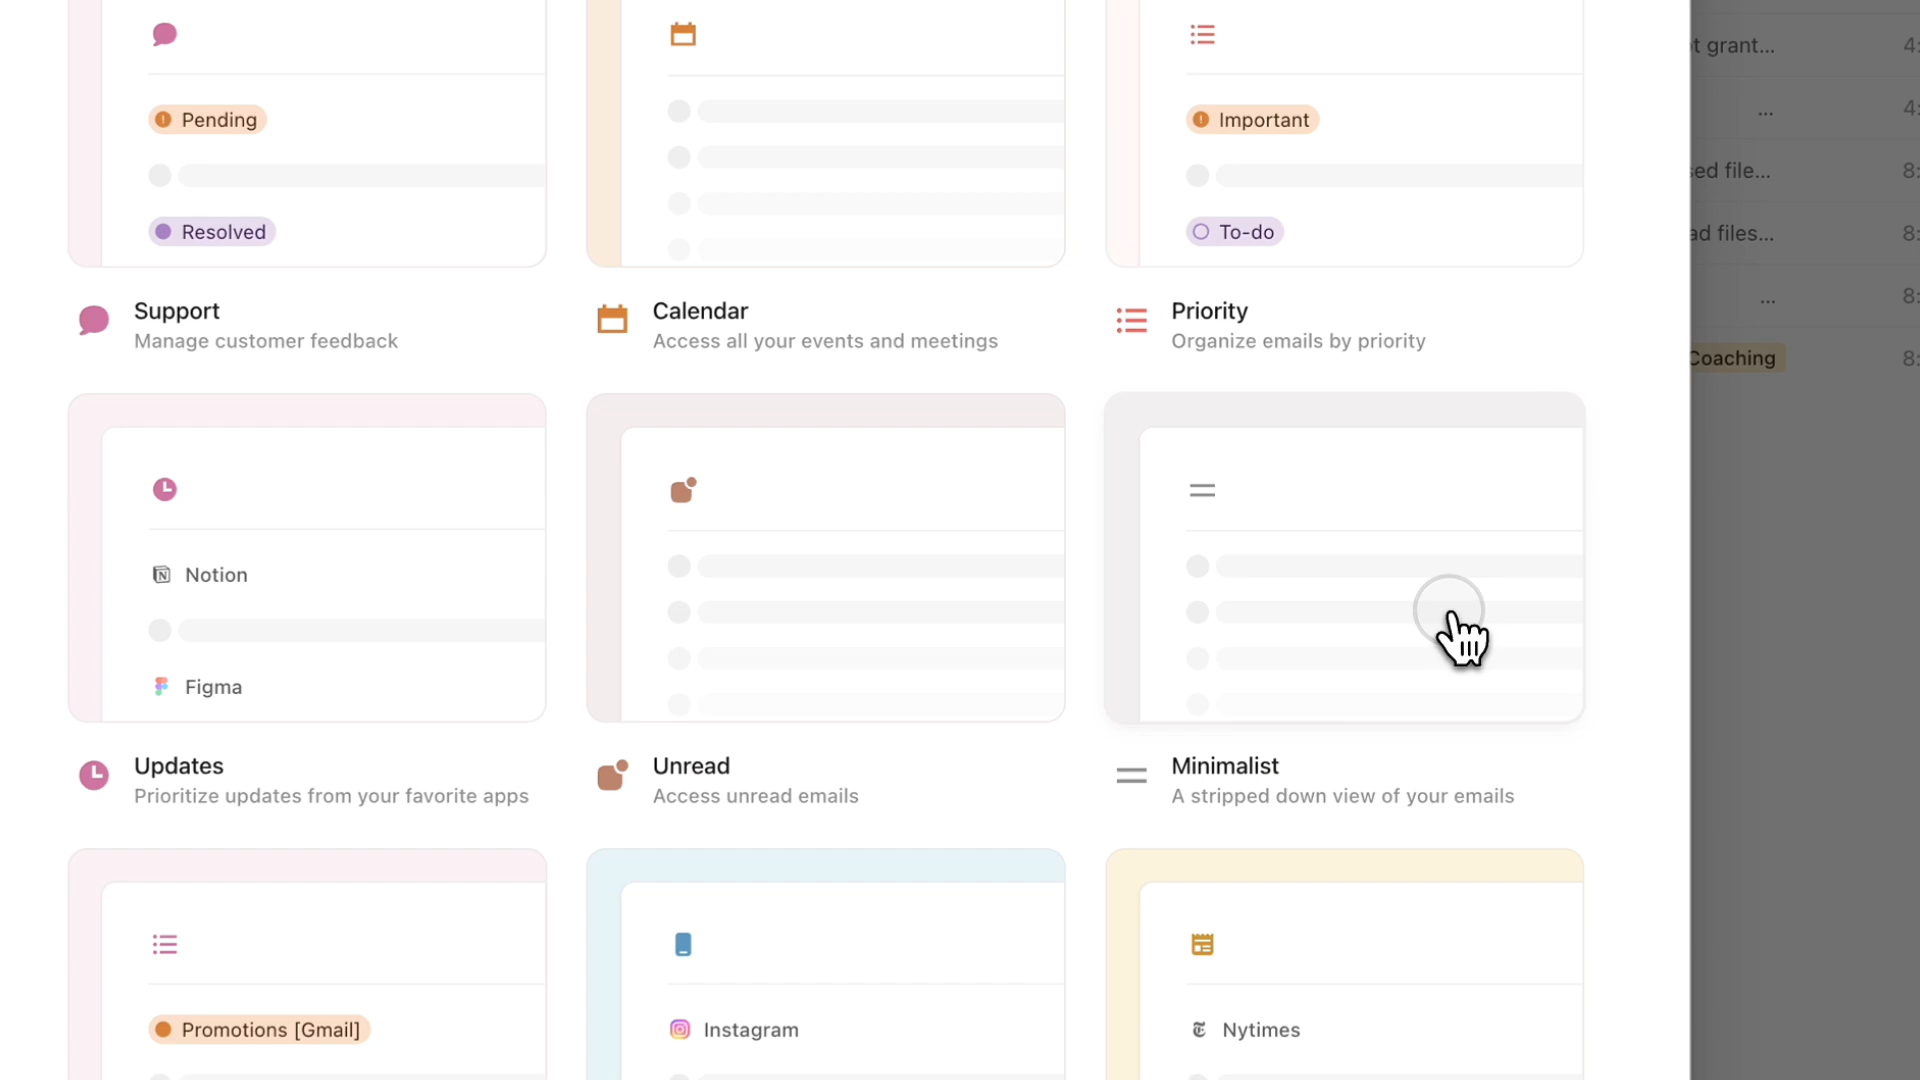 Pending
Important
Resolved
To-do
Support
Manage customer feedback
Calendar
Access all your events and meetings
Priority
Organize emails by priority
Notion
Figma
Updates
Prioritize updates from your favorite apps
Unread
Access unread emails
Minimalist
A stripped down view of your emails
Promotions [Gmail]
Instagram
Nytimes
grant...
...
file...
files...
...
Coaching